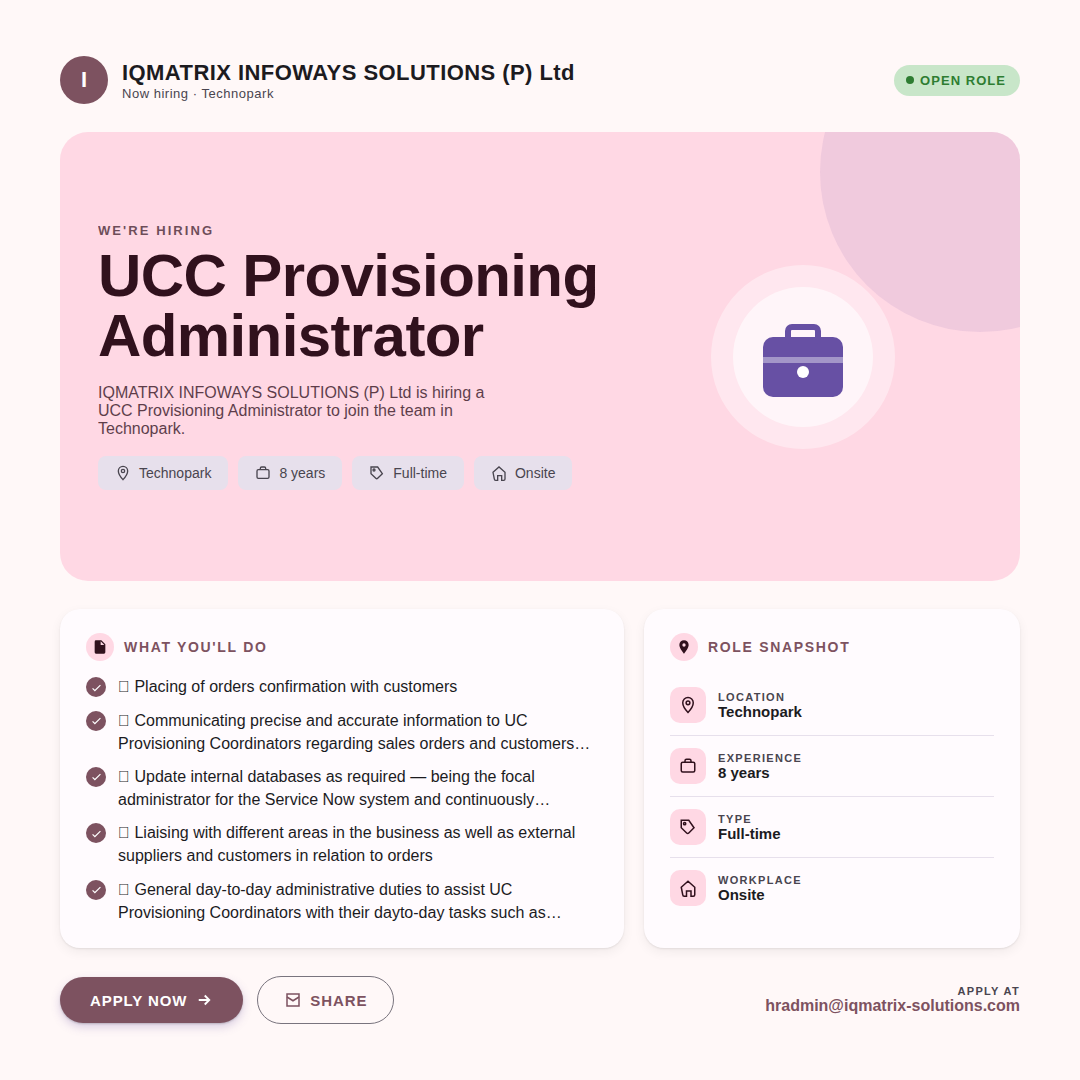 I
IQMATRIX INFOWAYS SOLUTIONS (P) Ltd
Now hiring · Technopark
OPEN ROLE
WE'RE HIRING
UCC Provisioning
Administrator
IQMATRIX INFOWAYS SOLUTIONS (P) Ltd is hiring a
UCC Provisioning Administrator to join the team in
Technopark.
Technopark
8 years
Full-time
Onsite
WHAT YOU'LL DO
Placing of orders confirmation with customers
Communicating precise and accurate information to UC
Provisioning Coordinators regarding sales orders and customers…
Update internal databases as required — being the focal
administrator for the Service Now system and continuously…
Liaising with different areas in the business as well as external
suppliers and customers in relation to orders
General day-to-day administrative duties to assist UC
Provisioning Coordinators with their dayto-day tasks such as…
ROLE SNAPSHOT
LOCATION
Technopark
EXPERIENCE
8 years
TYPE
Full-time
WORKPLACE
Onsite
APPLY NOW
SHARE
APPLY AT
hradmin@iqmatrix-solutions.com